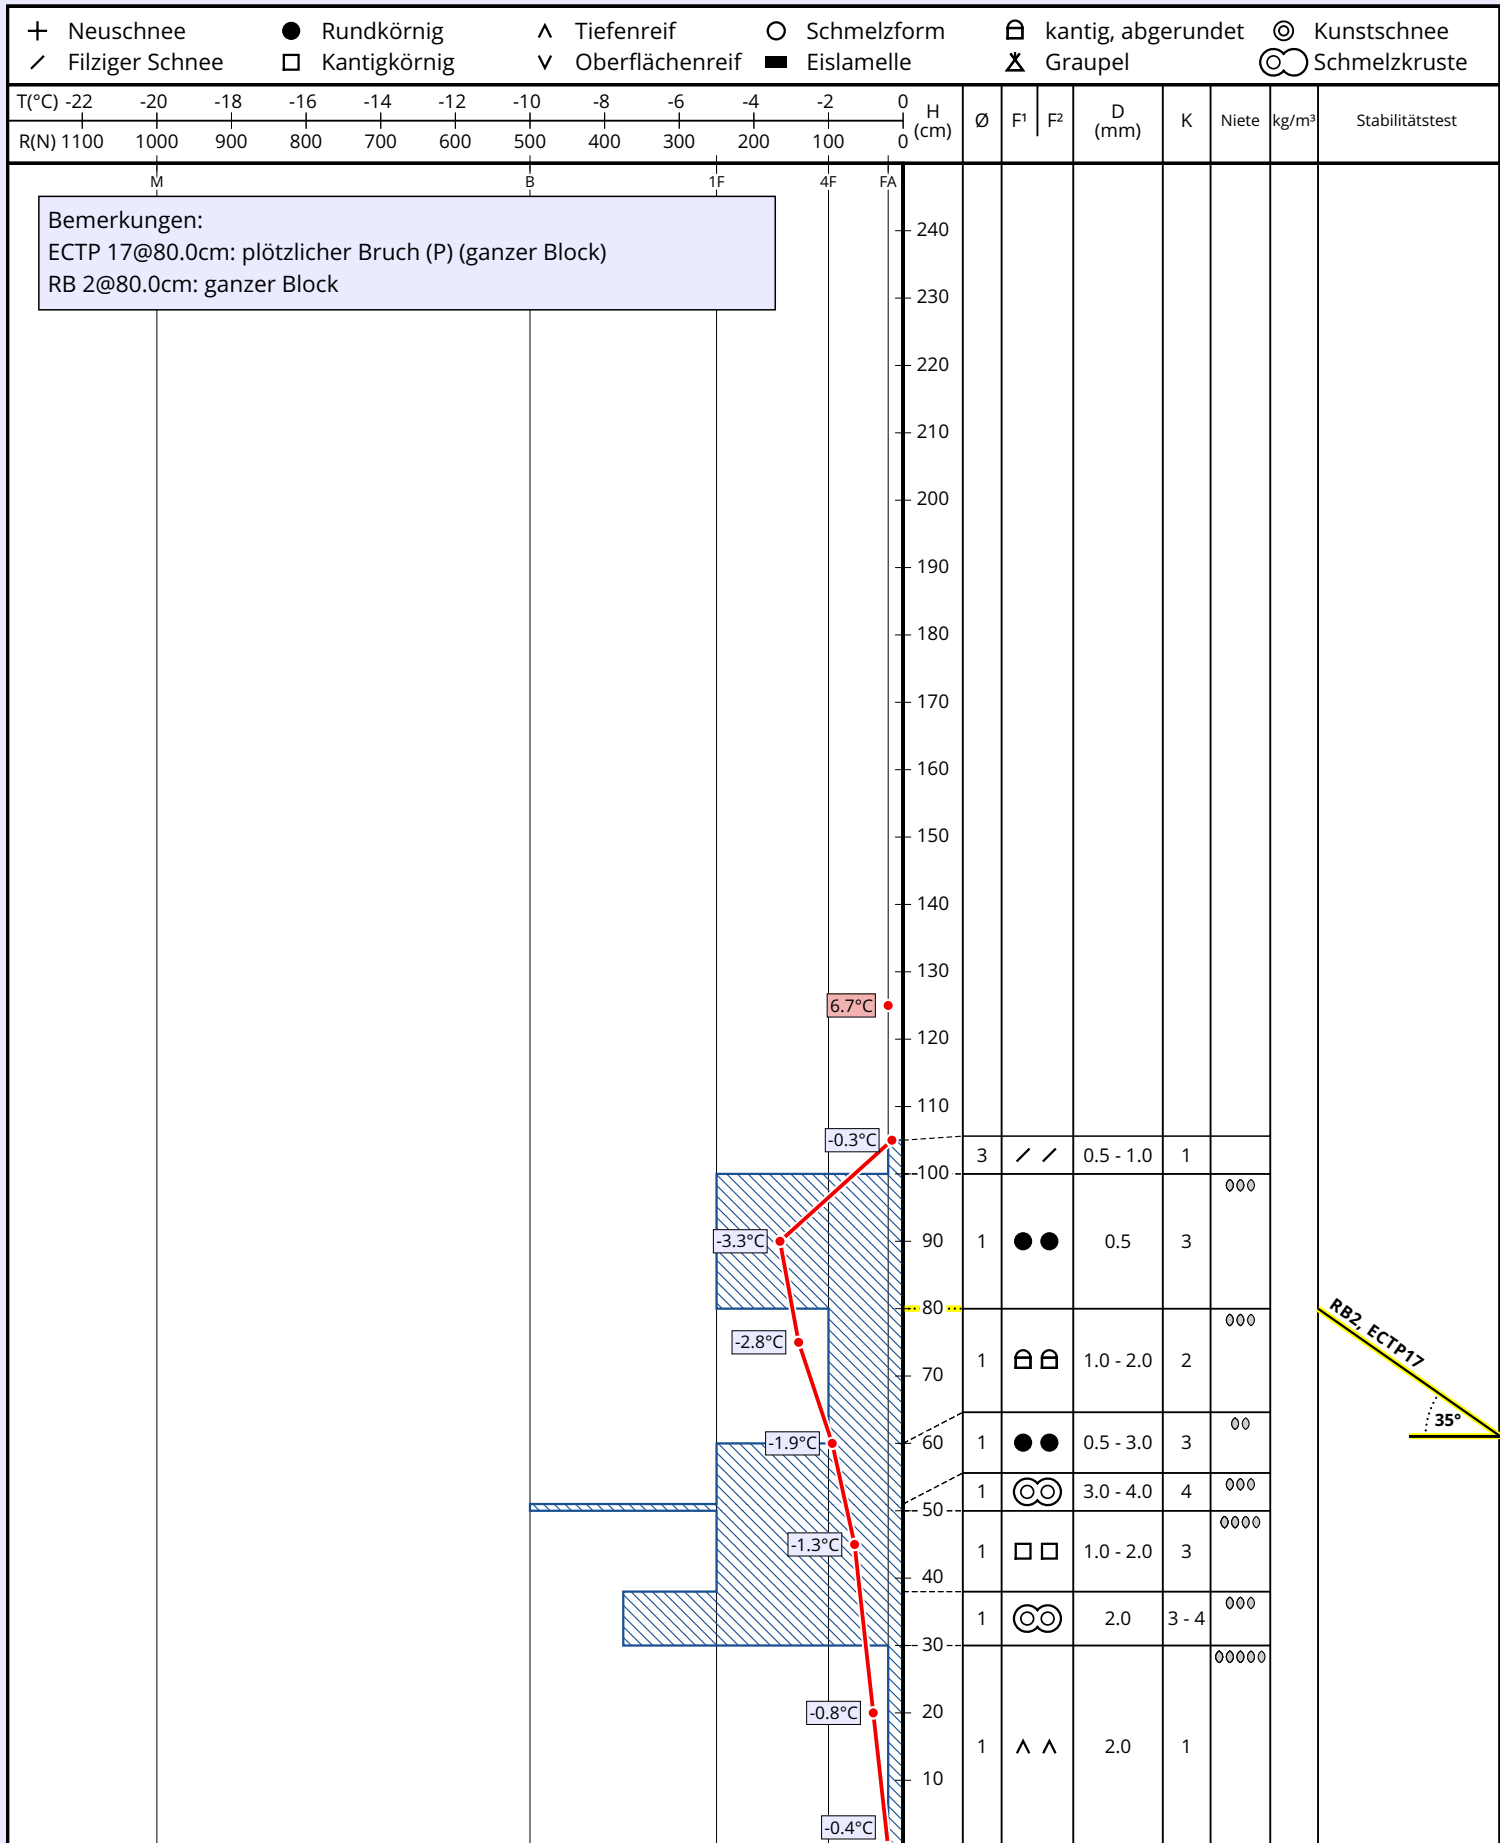 Neuschnee Rundkörnig Tiefenreif Schmelzform kantig, abgerundet Kunstschnee
Filziger Schnee Kantigkörnig Oberflächenreif Eislamelle Graupel Schmelzkruste
T(°C) -22 -20 -18 -16 -14 -12 -10 -8 -6 -4 -2 0
R(N) 1100 1000 900 800 700 600 500 400 300 200 100 0
H (cm) Ø F¹ F² D (mm) K Niete kg/m³ Stabilitätstest
M B 1F 4F FA
Bemerkungen:
ECTP 17@80.0cm: plötzlicher Bruch (P) (ganzer Block)
RB 2@80.0cm: ganzer Block
240
230
220
210
200
190
180
170
160
150
140
130
6.7°C
120
110
-0.3°C
3 0.5 - 1.0 1
100
-3.3°C 90 1 0.5 3
80
RB2, ECTP17
-2.8°C
70 1 1.0 - 2.0 2
35°
-1.9°C 60 1 0.5 - 3.0 3
1 3.0 - 4.0 4
50
-1.3°C 1 1.0 - 2.0 3
40
1 2.0 3 - 4
30
-0.8°C 20
1 2.0 1
10
-0.4°C